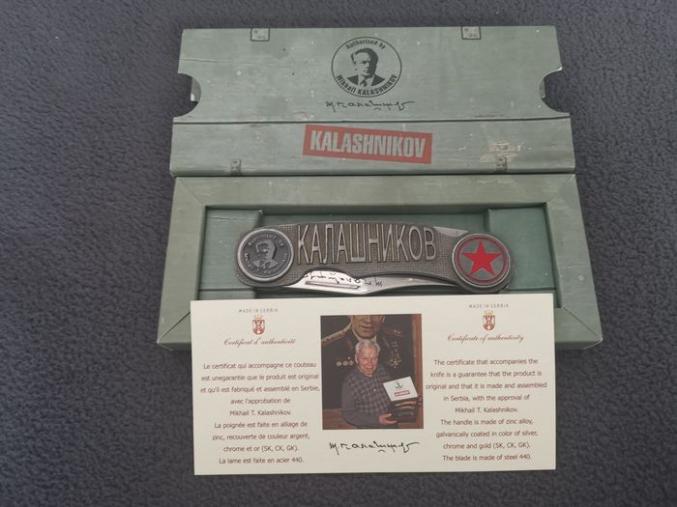 Authorised by
Mikhail KALASHNIKOV
KALASHNIKOV
КАЛАШНИКОВ
MADE IN SERBIA
Certificat d'authenticité
Le certificat qui accompagne ce couteau
est unegarantie que le produit est original
et qu'il est fabriqué et assemblé en Serbie,
avec l'approbation de
Mikhail T. Kalashnikov.
La poignée est faite en alliage de
zinc, recouverte de couleur argent,
chrome et or (SK, CK, GK).
La lame est faite en acier 440.
KALASHNIKOV
MADE IN SERBIA
Certificate of authenticity
The certificate that accompanies the
knife is a guarantee that the product is
original and that it is made and assembled
in Serbia, with the approval of
Mikhail T. Kalashnikov.
The handle is made of zinc alloy,
galvanically coated in color of silver,
chrome and gold (SK, CK, GK).
The blade is made of steel 440.